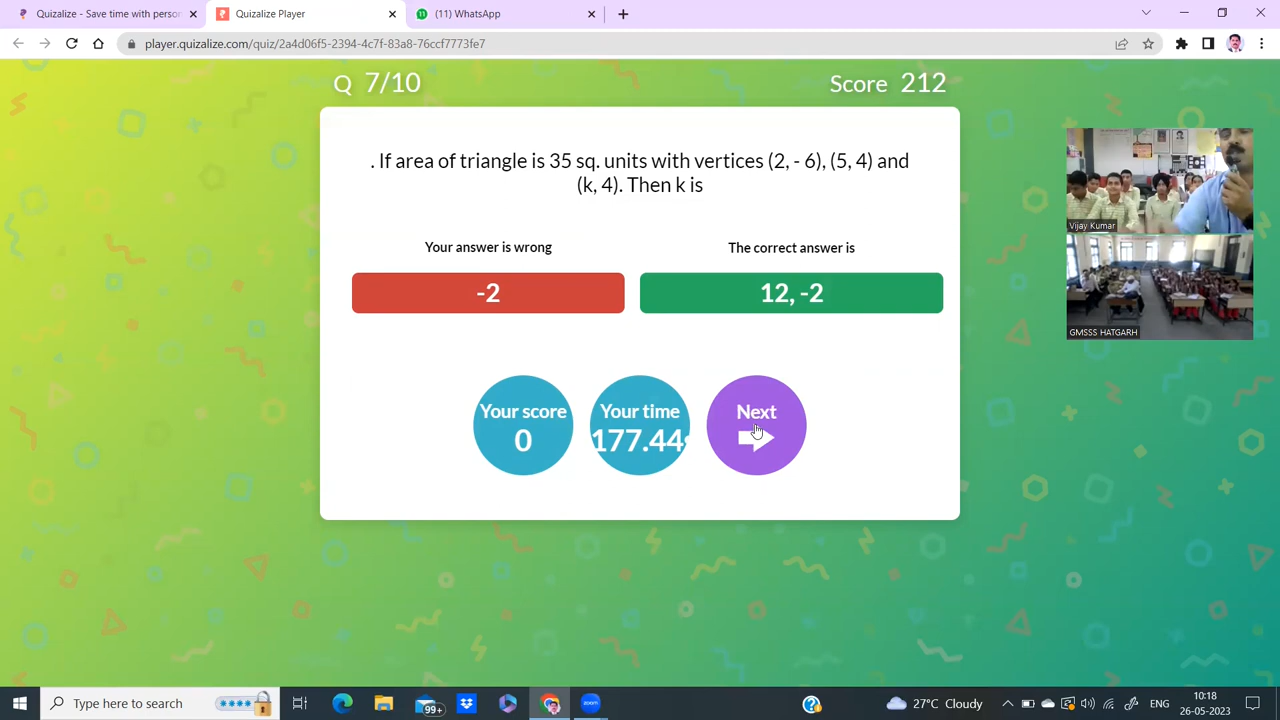 Quizalize - Save time with person
Quizalize Player
(11) WhatsApp
player.quizalize.com/quiz/2a4d06f5-2394-4c7f-83a8-76ccf7773fe7
Q 7/10
Score 212
. If area of triangle is 35 sq. units with vertices (2, - 6), (5, 4) and
(k, 4). Then k is
Your answer is wrong
The correct answer is
-2
12, -2
Your score
0
Your time
177.44s
Next
Vijay Kumar
GMSSS HATGARH
Type here to search
99+
zoom
27°C Cloudy
ENG
10:18
26-05-2023